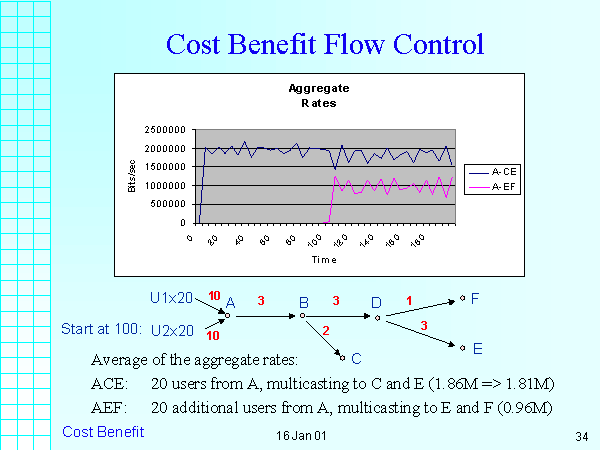 Cost Benefit Flow Control
Aggregate
Rates
2500000
2000000
1500000
1000000
500000
0
Bits/sec
0 20 40 60 80 100 120 140 160 180
Time
A-CE
A-EF
U1x20 10 A 3 B 3 D 1 F
Start at 100: U2x20 10 2 3 E
C
Average of the aggregate rates:
ACE: 20 users from A, multicasting to C and E (1.86M => 1.81M)
AEF: 20 additional users from A, multicasting to E and F (0.96M)
Cost Benefit
16 Jan 01
34